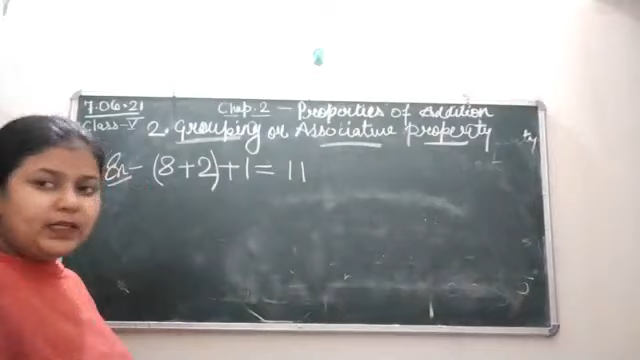 7.06.21 Chap. 2 - Properties of Addition
Class-V 2. Grouping or Associative property
Ex- (8+2)+1= 11